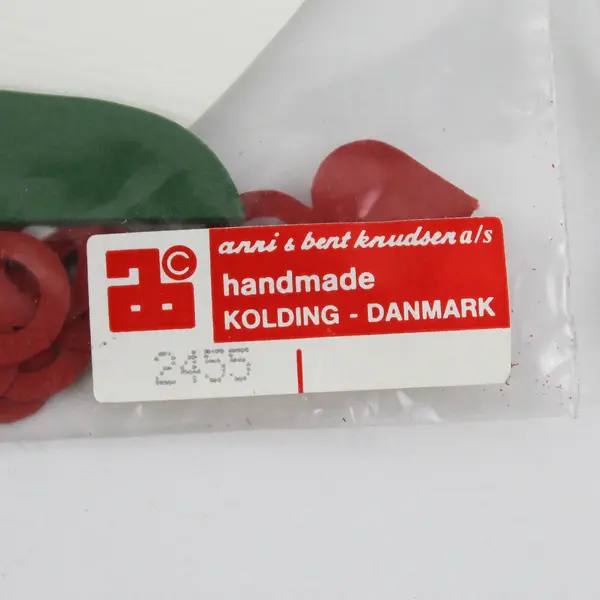 ©
anni & bent knudsen a/s
handmade
KOLDING - DANMARK
2455